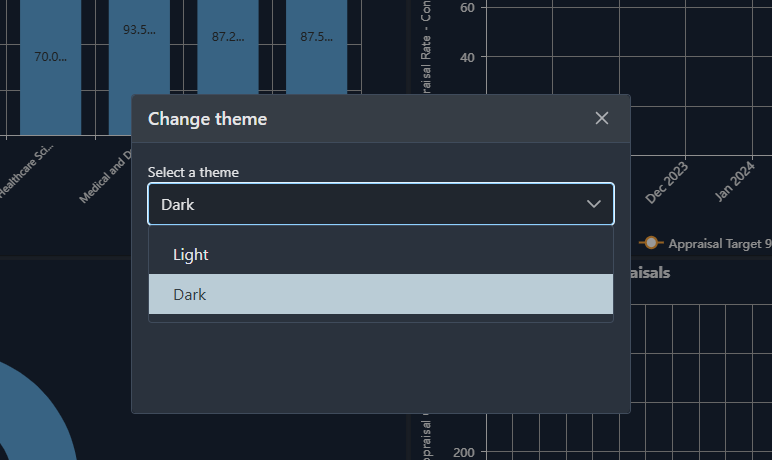 60
40
raisal Rate - Con
93.5...
87.2...
87.5...
70.0...
Healthcare Sci...
Medical and D
Dec 2023
Jan 2024
Change theme
Select a theme
Dark
Light
Dark
Appraisal Target 9
aisals
praisal
200